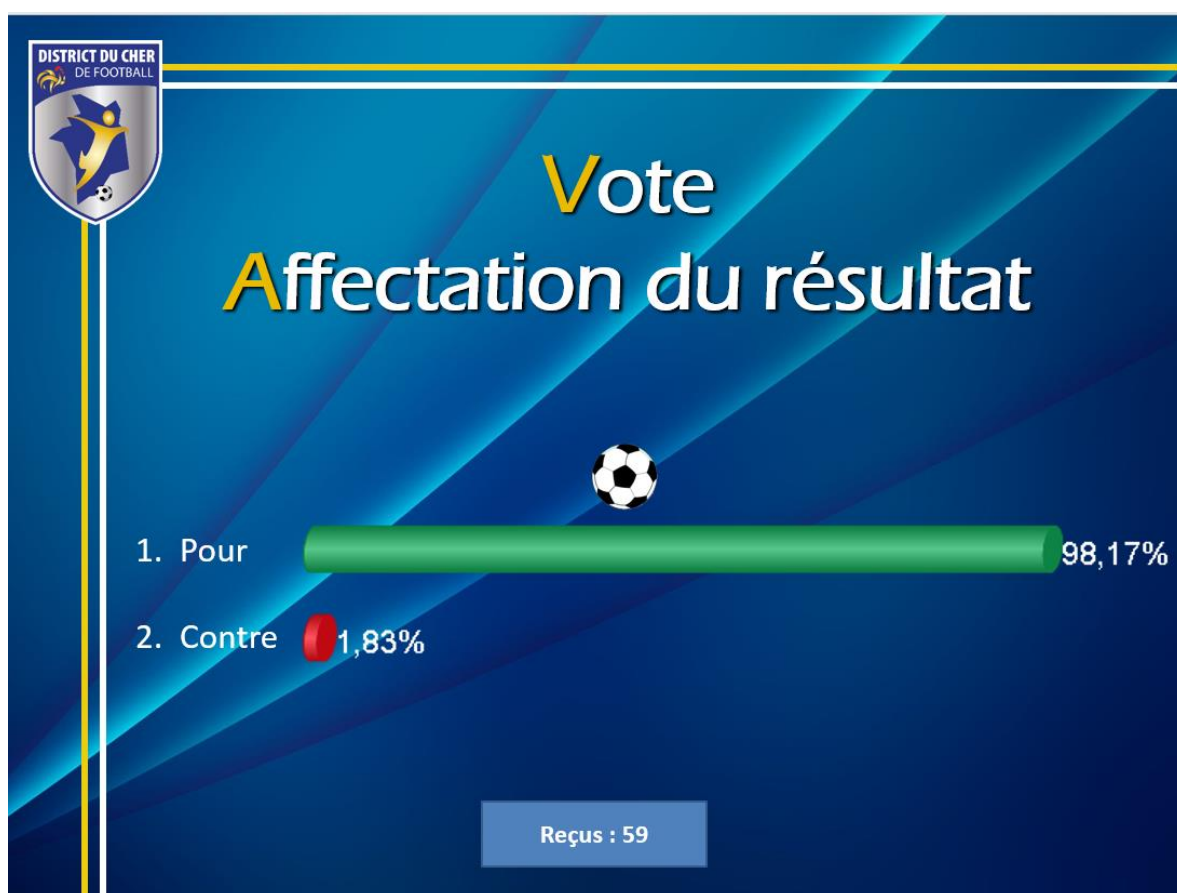 DISTRICT DU CHER
DE FOOTBALL
Vote
Affectation du résultat
1. Pour
98,17%
2. Contre
1,83%
Reçus : 59